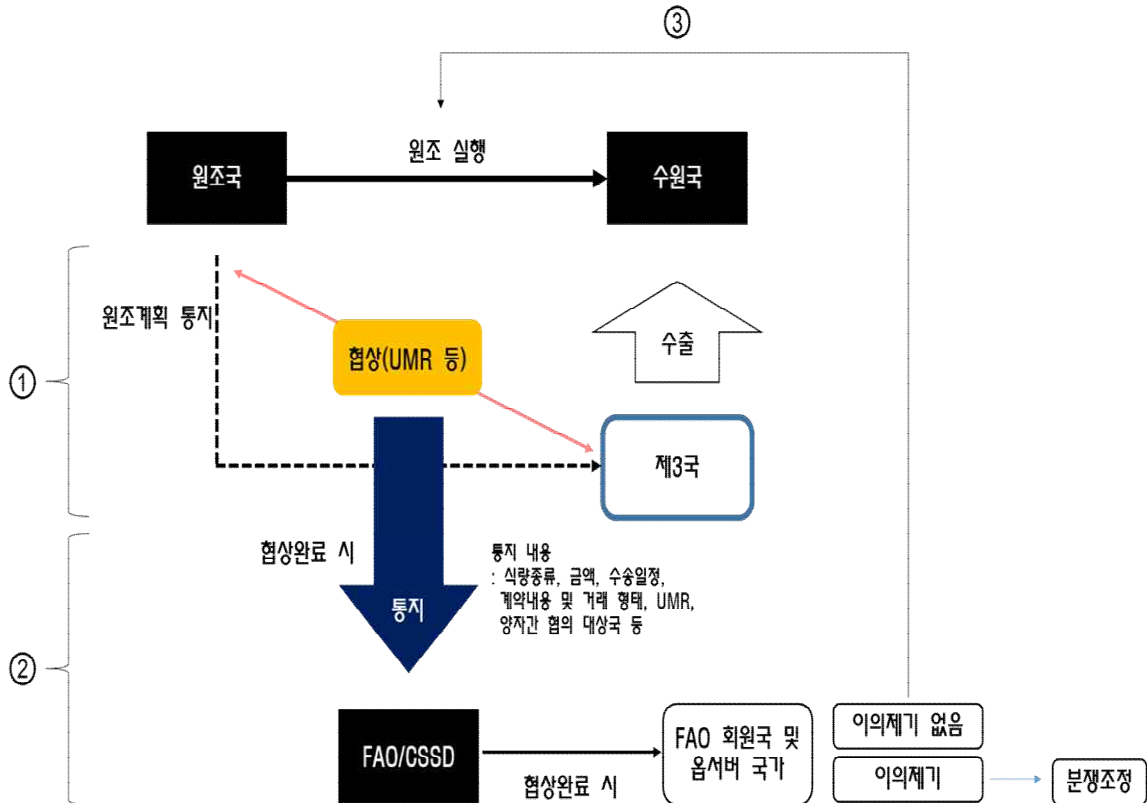 ③
원조 실행
원조국
수원국
원조계획 통지
협상(UMR 등)
수출
①
제3국
협상완료 시
통지 내용
: 식량종류, 금액, 수송일정,
계약내용 및 거래 형태, UMR,
양자간 협의 대상국 등
통지
②
FAO/CSSD
협상완료 시
FAO 회원국 및
옵서버 국가
이의제기 없음
이의제기
분쟁조정